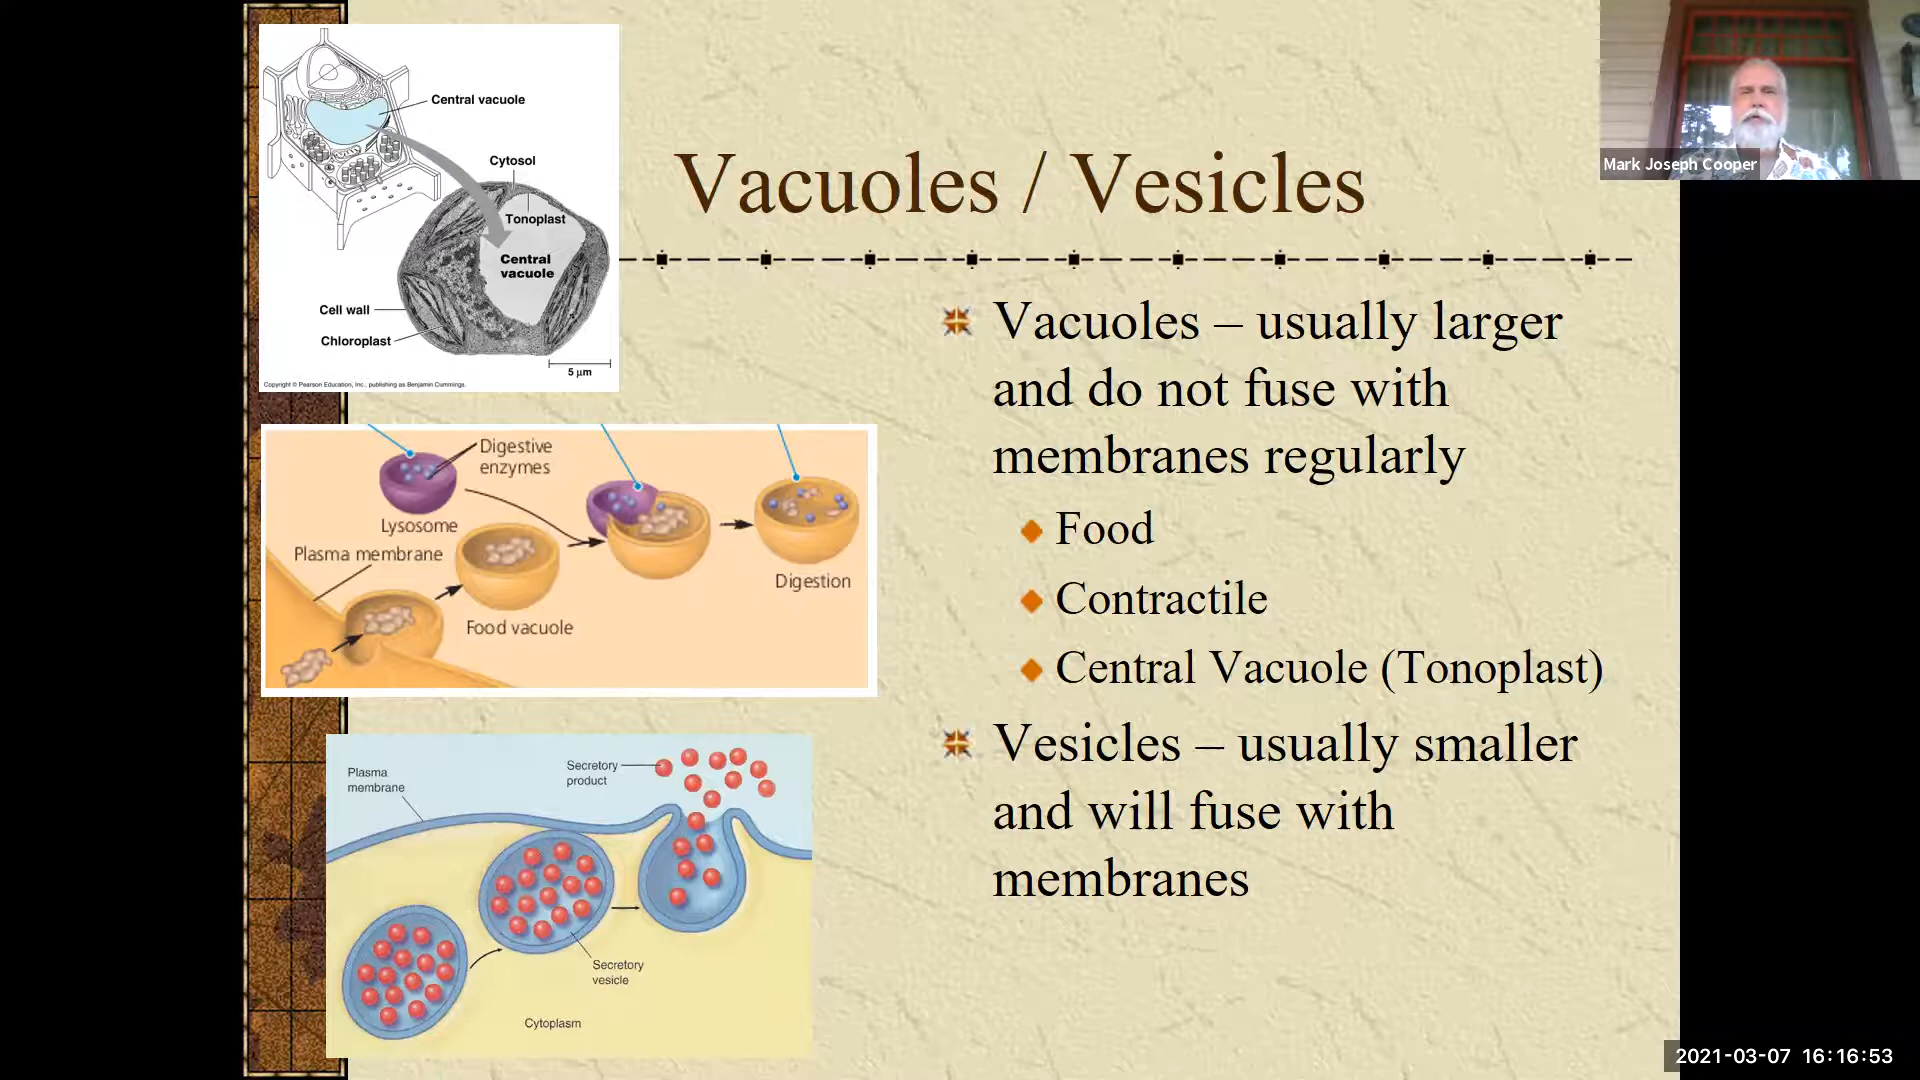 Central vacuole
Cytosol
Tonoplast
Central
vacuole
Cell wall
Chloroplast
5 µm
Copyright © Pearson Education, Inc., publishing as Benjamin Cummings.
Vacuoles / Vesicles
Mark Joseph Cooper
Digestive
enzymes
Lysosome
Plasma membrane
Food vacuole
Digestion
Plasma
membrane
Secretory
product
Secretory
vesicle
Cytoplasm
Vacuoles – usually larger
and do not fuse with
membranes regularly
Food
Contractile
Central Vacuole (Tonoplast)
Vesicles – usually smaller
and will fuse with
membranes
2021-03-07 16:16:53